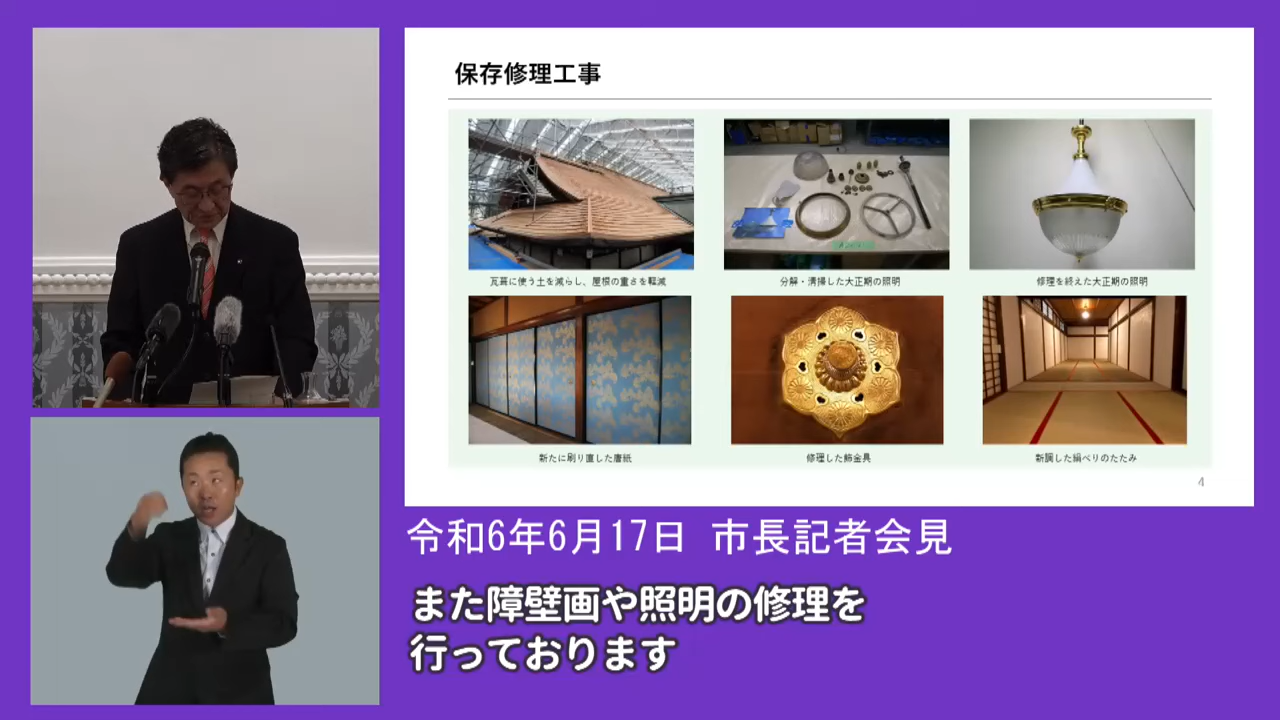 保存修理工事
瓦葺に使う土を減らし、屋根の重さを軽減
分解・清掃した大正期の照明
修理を終えた大正期の照明
新たに刷り直した唐紙
修理した飾金具
新調した絹べりのたたみ
4
令和6年6月17日 市長記者会見
また障壁画や照明の修理を
行っております